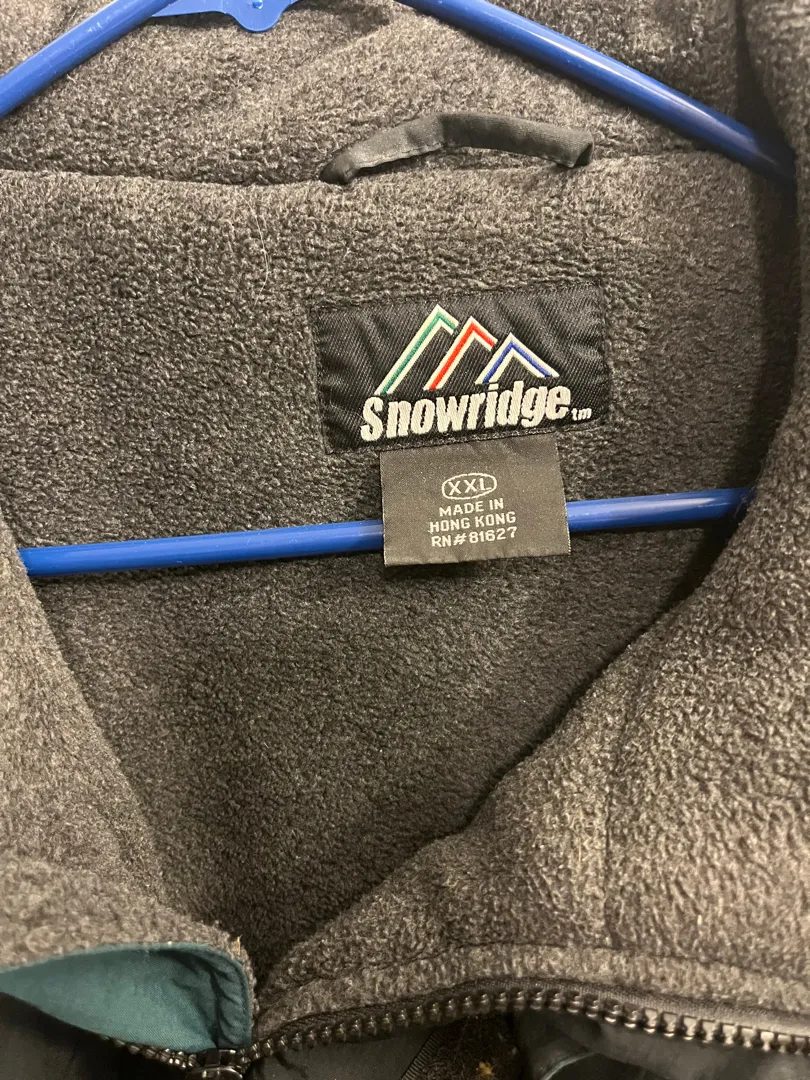 Snowridge tm
XXL
MADE IN
HONG KONG
RN#81627